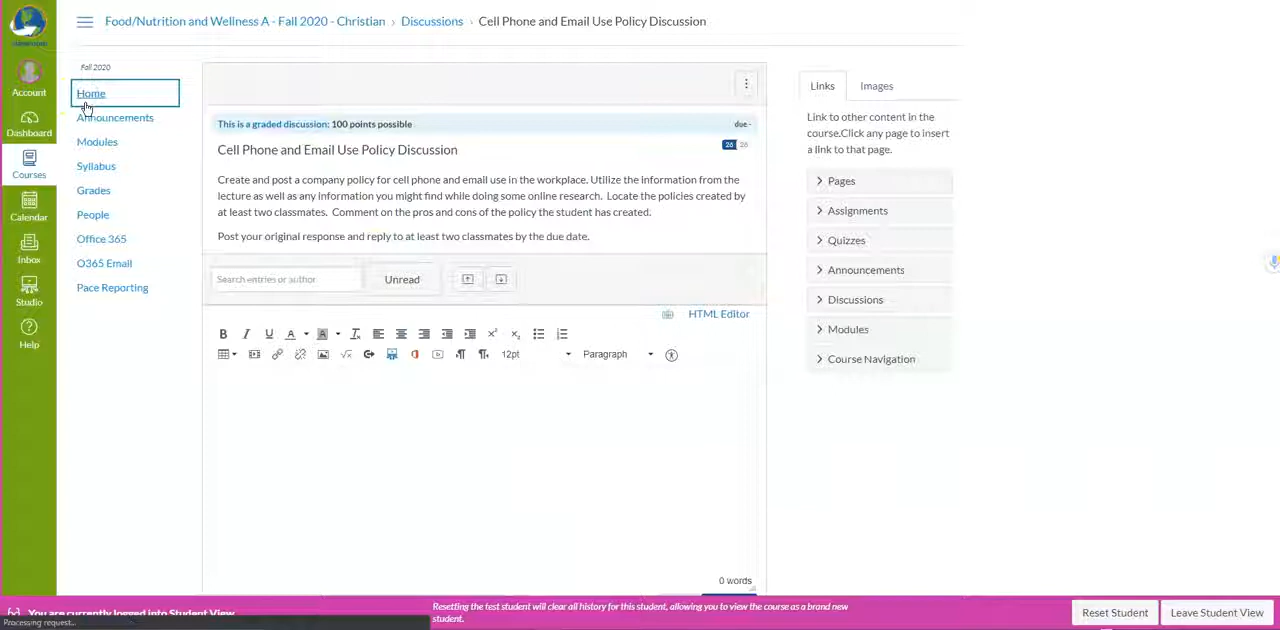 Food/Nutrition and Wellness A - Fall 2020 - Christian › Discussions › Cell Phone and Email Use Policy Discussion
Account
Dashboard
Courses
Calendar
Inbox
Studio
Help
Fall 2020
Home
Announcements
Modules
Syllabus
Grades
People
Office 365
O365 Email
Pace Reporting
This is a graded discussion: 100 points possible
due -
Cell Phone and Email Use Policy Discussion
26 26
Create and post a company policy for cell phone and email use in the workplace. Utilize the information from the
lecture as well as any information you might find while doing some online research. Locate the policies created by
at least two classmates. Comment on the pros and cons of the policy the student has created.
Post your original response and reply to at least two classmates by the due date.
Search entries or author
Unread
HTML Editor
12pt
Paragraph
0 words
Links
Images
Link to other content in the
course.Click any page to insert
a link to that page.
Pages
Assignments
Quizzes
Announcements
Discussions
Modules
Course Navigation
You are currently logged into Student View
Resetting the test student will clear all history for this student, allowing you to view the course as a brand new
student.
Reset Student
Leave Student View
Processing request...